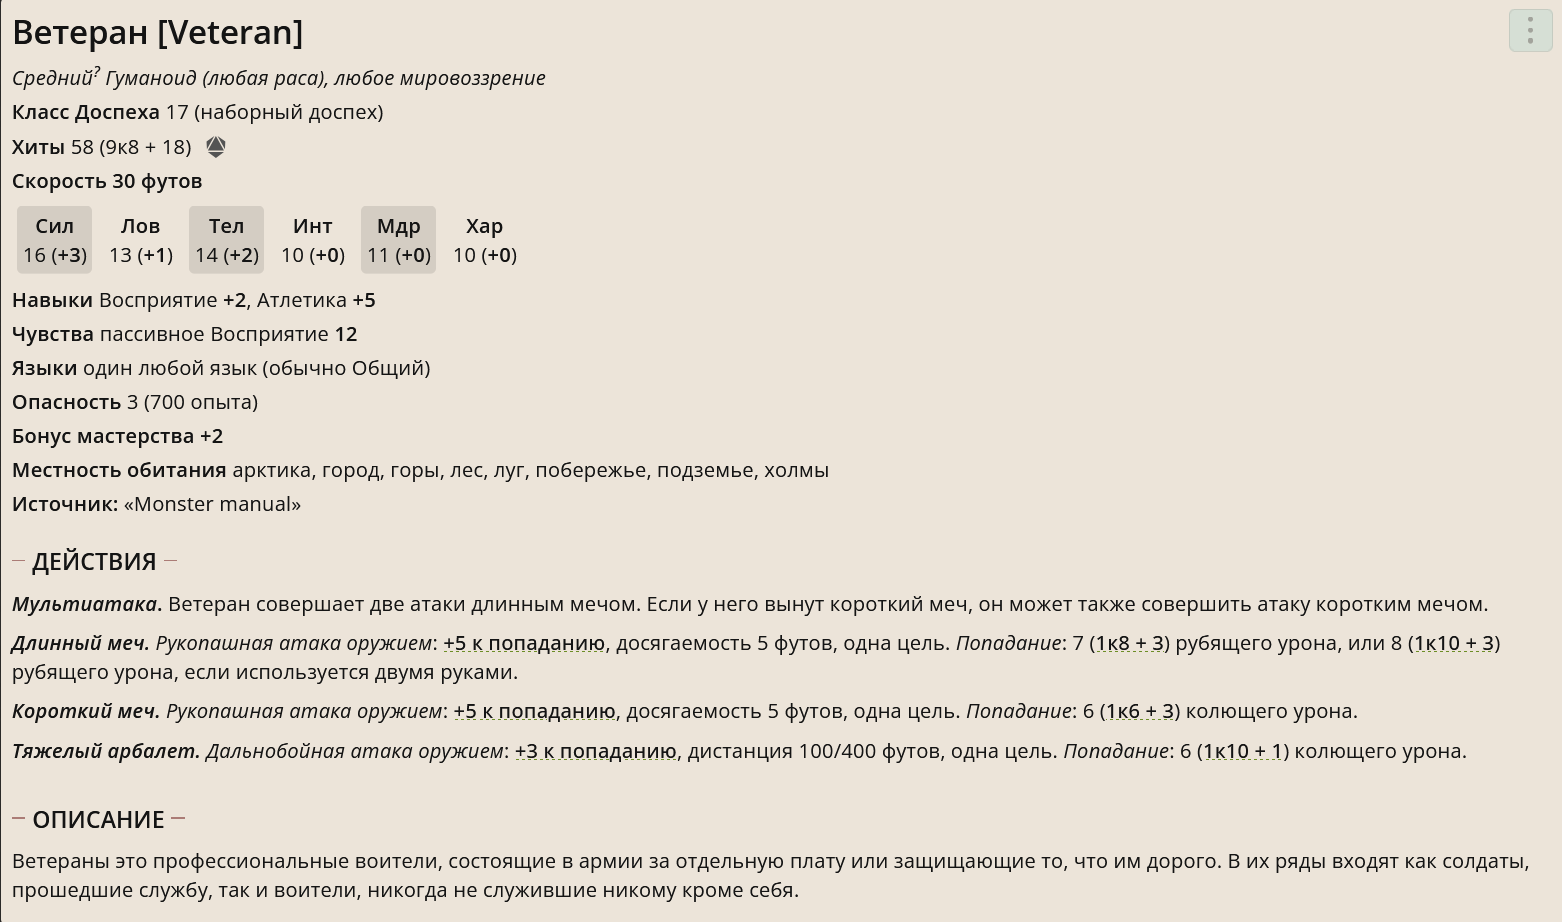 Ветеран [Veteran]
Средний? Гуманоид (любая раса), любое мировоззрение
Класс Доспеха 17 (наборный доспех)
Хиты 58 (9к8 + 18)
Скорость 30 футов
Сил Лов Тел Инт Мдр Хар
16 (+3) 13 (+1) 14 (+2) 10 (+0) 11 (+0) 10 (+0)
Навыки Восприятие +2, Атлетика +5
Чувства пассивное Восприятие 12
Языки один любой язык (обычно Общий)
Опасность 3 (700 опыта)
Бонус мастерства +2
Местность обитания арктика, город, горы, лес, луг, побережье, подземье, холмы
Источник: «Monster manual»
— ДЕЙСТВИЯ —
Мультиатака. Ветеран совершает две атаки длинным мечом. Если у него вынут короткий меч, он может также совершить атаку коротким мечом.
Длинный меч. Рукопашная атака оружием: +5 к попаданию, досягаемость 5 футов, одна цель. Попадание: 7 (1к8 + 3) рубящего урона, или 8 (1к10 + 3)
рубящего урона, если используется двумя руками.
Короткий меч. Рукопашная атака оружием: +5 к попаданию, досягаемость 5 футов, одна цель. Попадание: 6 (1к6 + 3) колющего урона.
Тяжелый арбалет. Дальнобойная атака оружием: +3 к попаданию, дистанция 100/400 футов, одна цель. Попадание: 6 (1к10 + 1) колющего урона.
— ОПИСАНИЕ —
Ветераны это профессиональные воители, состоящие в армии за отдельную плату или защищающие то, что им дорого. В их ряды входят как солдаты,
прошедшие службу, так и воители, никогда не служившие никому кроме себя.